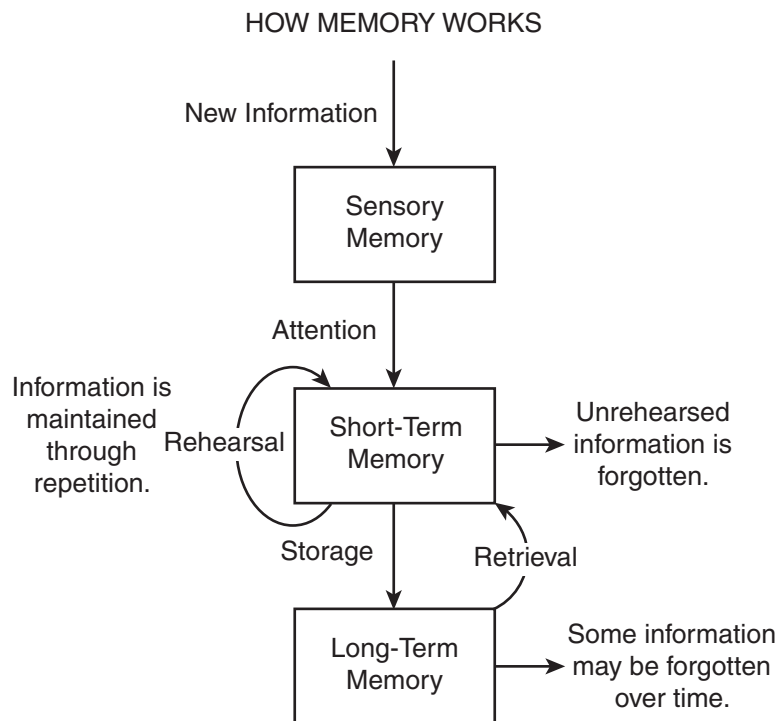 HOW MEMORY WORKS
New Information
Sensory
Memory
Attention
Information is
maintained
through
repetition.
Rehearsal
Short-Term
Memory
Unrehearsed
information is
forgotten.
Storage
Retrieval
Long-Term
Memory
Some information
may be forgotten
over time.